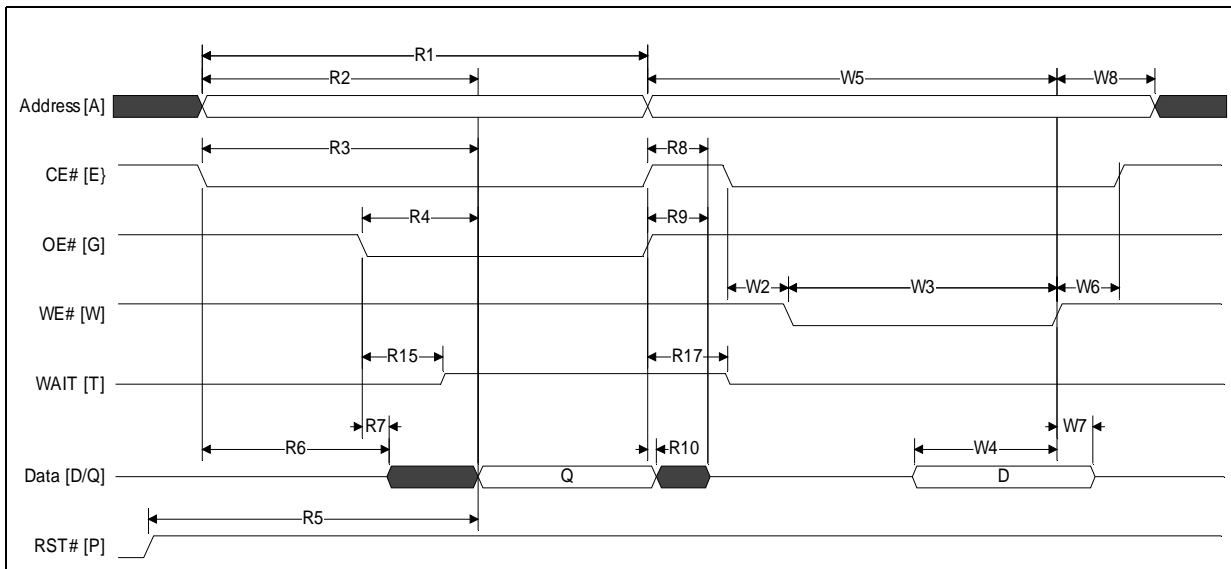 R1
R2
W5
W8
Address [A]
R3
R8
CE# [E}
R4
R9
OE# [G]
W2
W3
W6
WE# [W]
R15
R17
WAIT [T]
R7
W7
R6
R10
W4
Data [D/Q]
Q
D
R5
RST# [P]